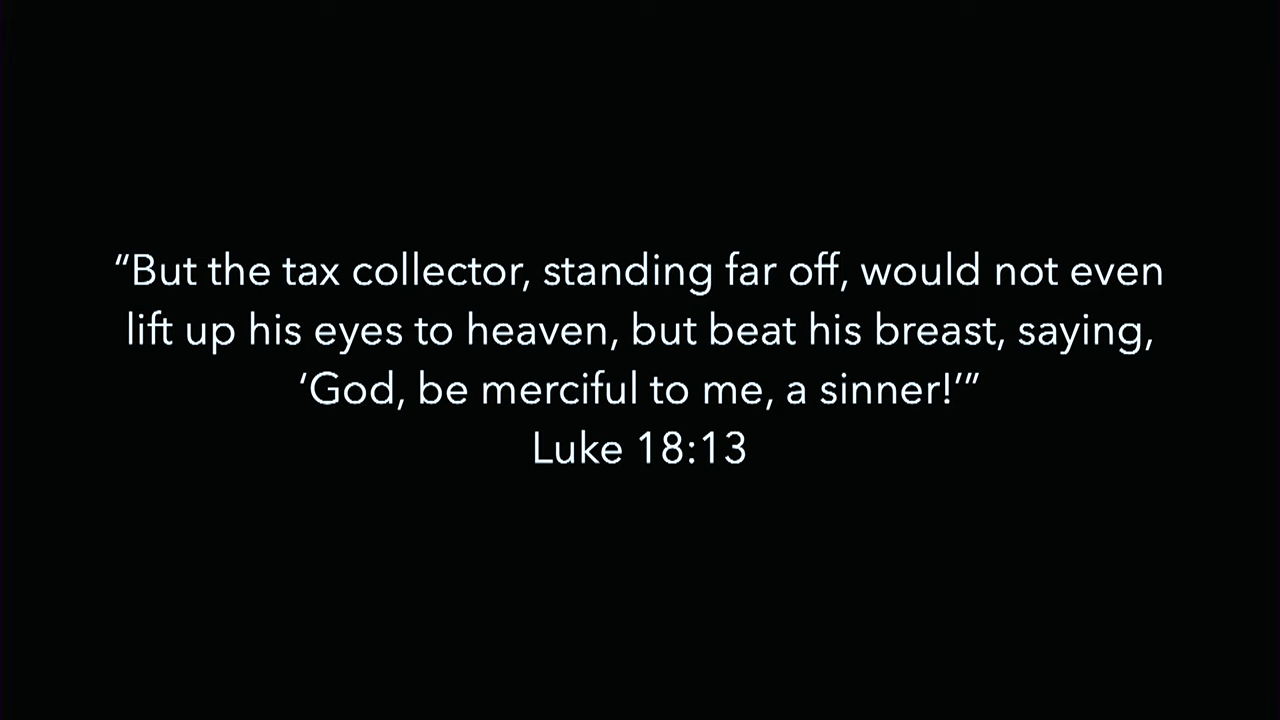 “But the tax collector, standing far off, would not even
lift up his eyes to heaven, but beat his breast, saying,
‘God, be merciful to me, a sinner!’”
Luke 18:13